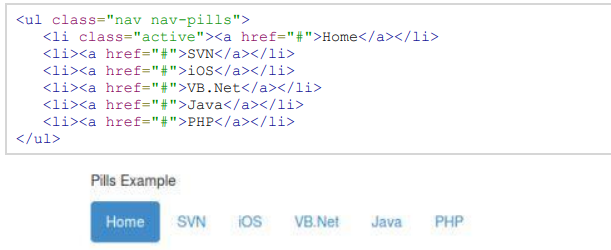 <ul class="nav nav-pills">
   <li class="active"><a href="#">Home</a></li>
   <li><a href="#">SVN</a></li>
   <li><a href="#">iOS</a></li>
   <li><a href="#">VB.Net</a></li>
   <li><a href="#">Java</a></li>
   <li><a href="#">PHP</a></li>
</ul>
Pills Example
Home SVN iOS VB.Net Java PHP